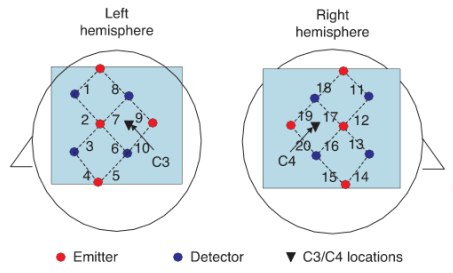 Left
hemisphere
Right
hemisphere
1
8
2
7
9
3
6
10
C3
4
5
18
11
19
17
12
C4
20
16
13
15
14
Emitter
Detector
C3/C4 locations